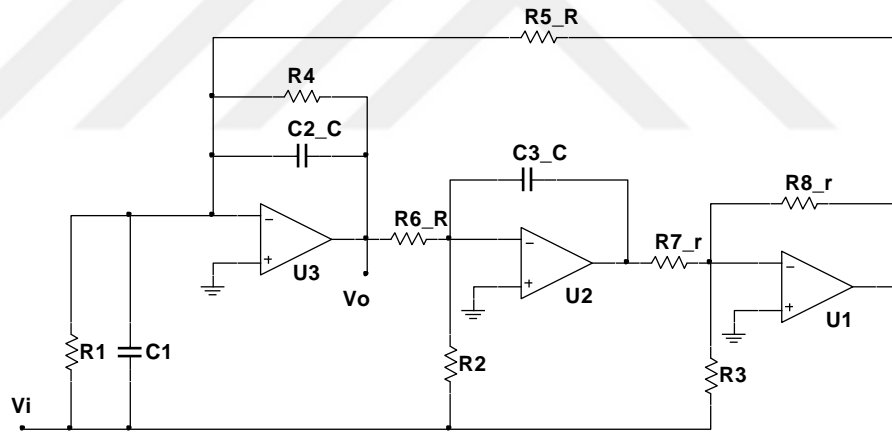 R5_R
R4
C2_C
C3_C
R8_r
R6_R
R7_r
−
+
U3
−
+
U2
−
+
U1
Vo
R1
C1
R2
R3
Vi